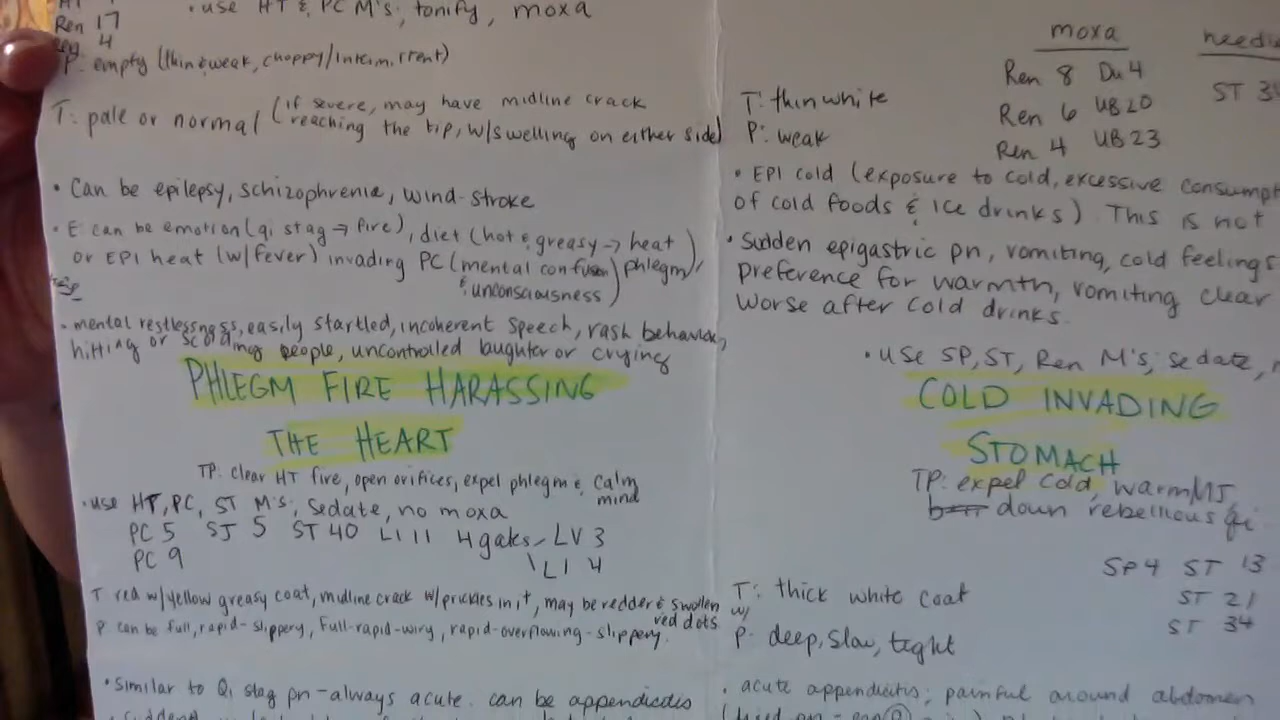 • use HT & PC M's; tonify, moxa
Ren 17
4
P: empty (thin & weak, choppy/intermittent)
T: pale or normal (if severe, may have midline crack
reaching the tip, w/swelling on either side)
• Can be epilepsy, schizophrenia, wind-stroke
• E: can be emotion (qi stag → fire), diet (hot & greasy → heat
phlegm),
or EPI heat (w/fever) invading PC (mental confusion
& unconsciousness)
• mental restlessness, easily startled, incoherent speech, rash behavior,
hitting or scolding people, uncontrolled laughter or crying
PHLEGM FIRE HARASSING
THE HEART
TP: clear HT fire, open orifices, expel phlegm & calm
mind
• use HT, PC, ST M's; Sedate, no moxa
PC 5 SJ 5 ST 40 LI 11 4 gaks - LV 3
PC 9 \ LI 4
T red w/yellow greasy coat, midline crack w/prickles in it, may be redder & swollen
w/ red dots
P can be full, rapid-slippery, full-rapid-wiry, rapid-overflowing-slippery.
• Similar to Qi stag pn - always acute. can be appendicitis
moxa
Ren 8 Du 4
Ren 6 UB 20
Ren 4 UB 23
ST
T: thin white
P: weak
• EPI cold (exposure to cold, excessive
of cold foods & ice drinks). This is not
• Sudden epigastric pn, vomiting, cold feelings
preference for warmth, vomiting clear
worse after cold drinks.
• use SP, ST, Ren M's; sedate,
COLD INVADING
STOMACH
TP: expel cold, warm MJ,
down rebellious qi
SP 4 ST 13
ST 21
ST 34
T: thick white coat
P: deep, slow, tight
• acute appendicitis; painful around abdomen